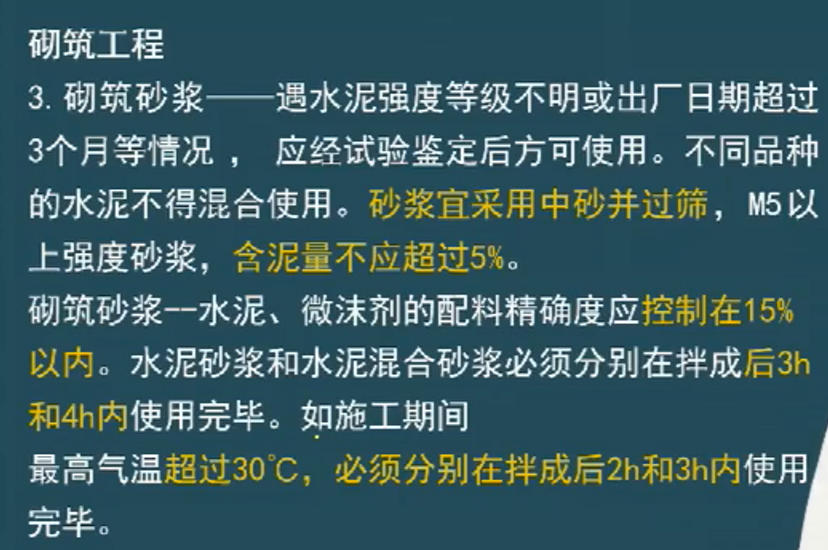 砌筑工程
3. 砌筑砂浆——遇水泥强度等级不明或出厂日期超过
3个月等情况 ， 应经试验鉴定后方可使用。不同品种
的水泥不得混合使用。砂浆宜采用中砂并过筛，M5以
上强度砂浆，含泥量不应超过5%。
砌筑砂浆--水泥、微沫剂的配料精确度应控制在15%
以内。水泥砂浆和水泥混合砂浆必须分别在拌成后3h
和4h内使用完毕。如施工期间
最高气温超过30℃，必须分别在拌成后2h和3h内使用
完毕。